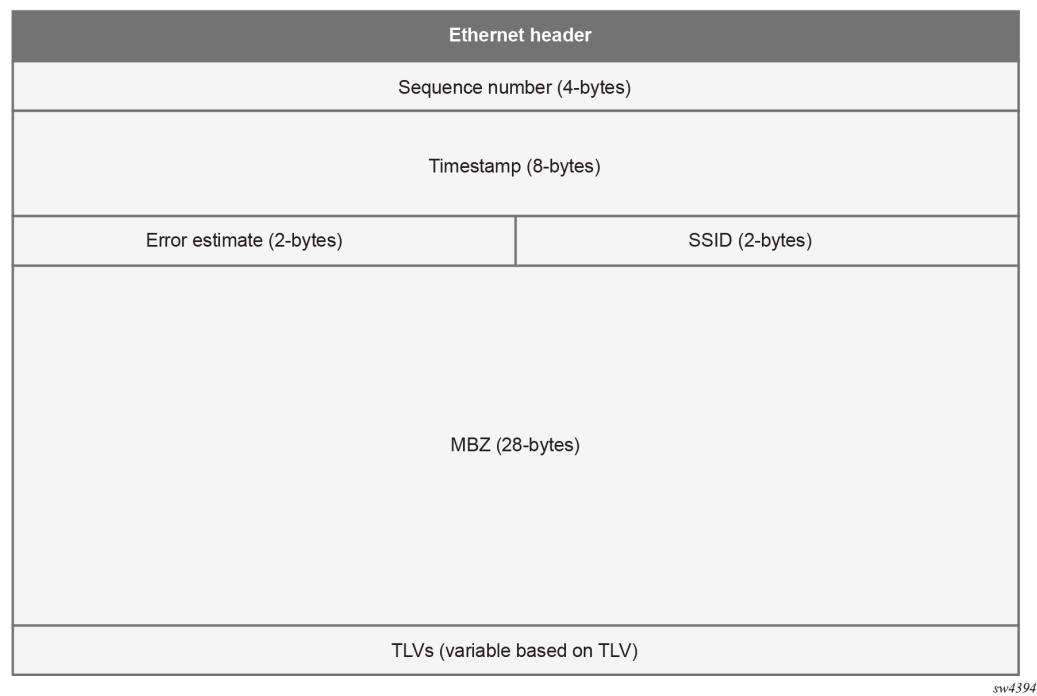 Ethernet header
Sequence number (4-bytes)
Timestamp (8-bytes)
Error estimate (2-bytes)
SSID (2-bytes)
MBZ (28-bytes)
TLVs (variable based on TLV)
sw4394